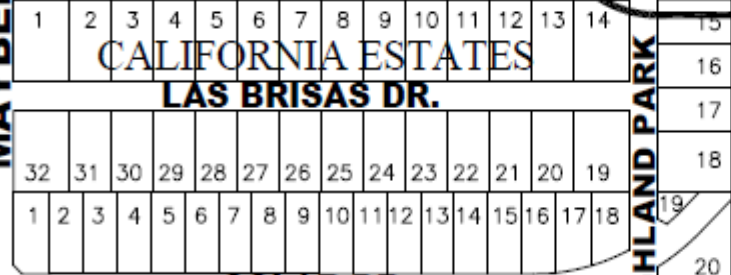 1 2 3 4 5 6 7 8 9 10 11 12 13 14
CALIFORNIA ESTATES
LAS BRISAS DR.
32 31 30 29 28 27 26 25 24 23 22 21 20 19
1 2 3 4 5 6 7 8 9 10 11 12 13 14 15 16 17 18
HLAND PARK
15
16
17
18
19
20